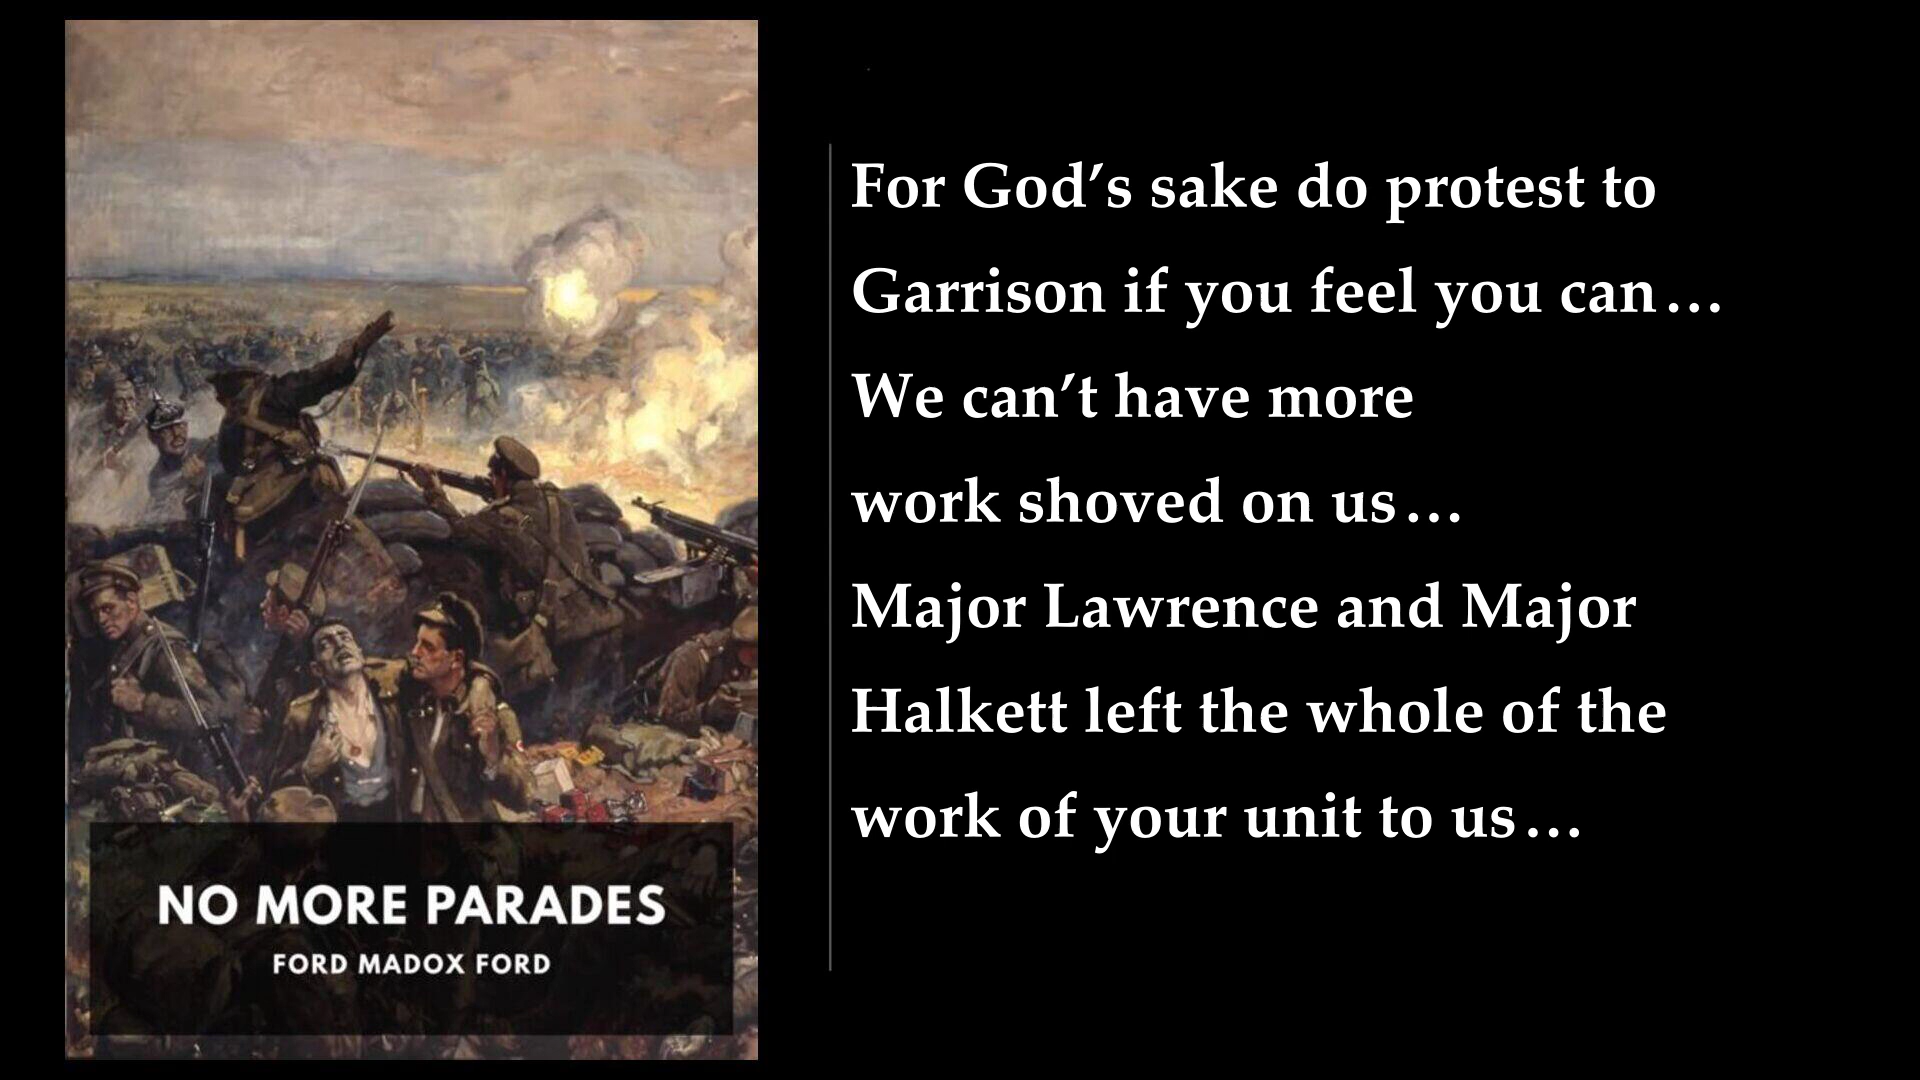 NO MORE PARADES
FORD MADOX FORD
For God’s sake do protest to
Garrison if you feel you can…
We can’t have more
work shoved on us…
Major Lawrence and Major
Halkett left the whole of the
work of your unit to us…